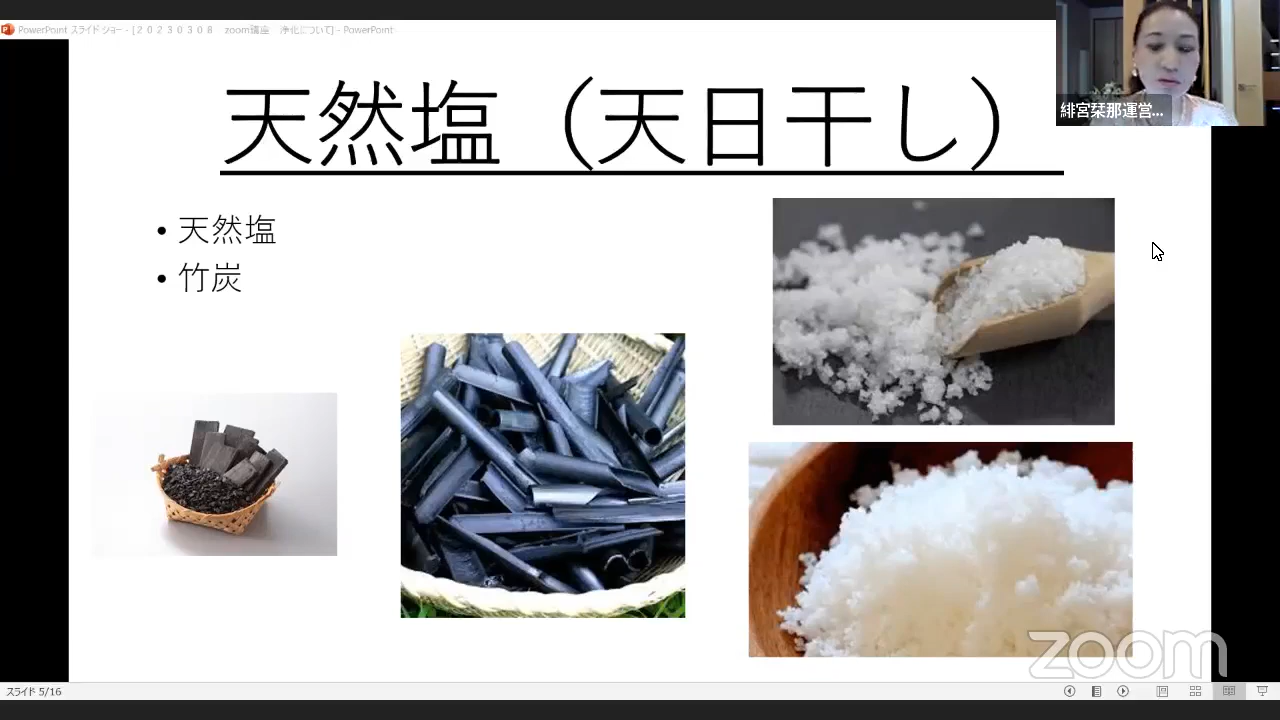 PowerPoint スライド ショー - [２０２３０３０８　zoom講座　浄化について] - PowerPoint
緋宮栞那運営...
天然塩（天日干し）
• 天然塩
• 竹炭
zoom
スライド 5/16